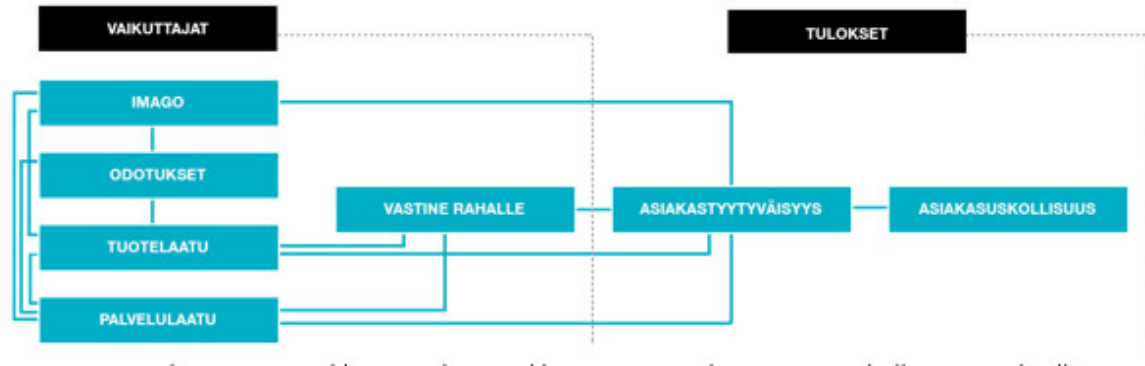 VAIKUTTAJAT
TULOKSET
IMAGO
ODOTUKSET
VASTINE RAHALLE
ASIAKASTYYTYVÄISYYS
ASIAKASUSKOLLISUUS
TUOTELAATU
PALVELULAATU